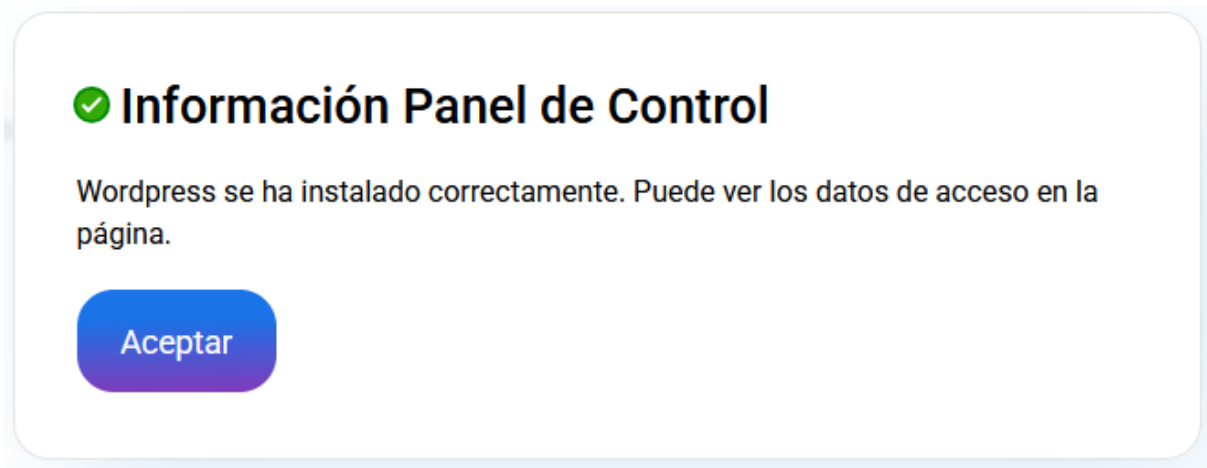 Información Panel de Control
Wordpress se ha instalado correctamente. Puede ver los datos de acceso en la
página.
Aceptar